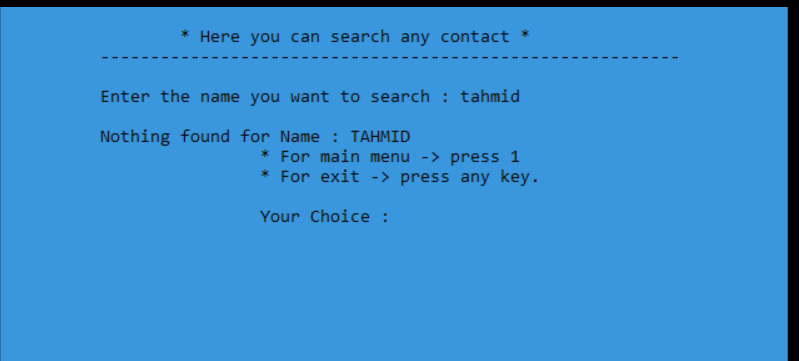 * Here you can search any contact *
----------------------------------------------------------
Enter the name you want to search : tahmid
Nothing found for Name : TAHMID
* For main menu -> press 1
* For exit -> press any key.
Your Choice :